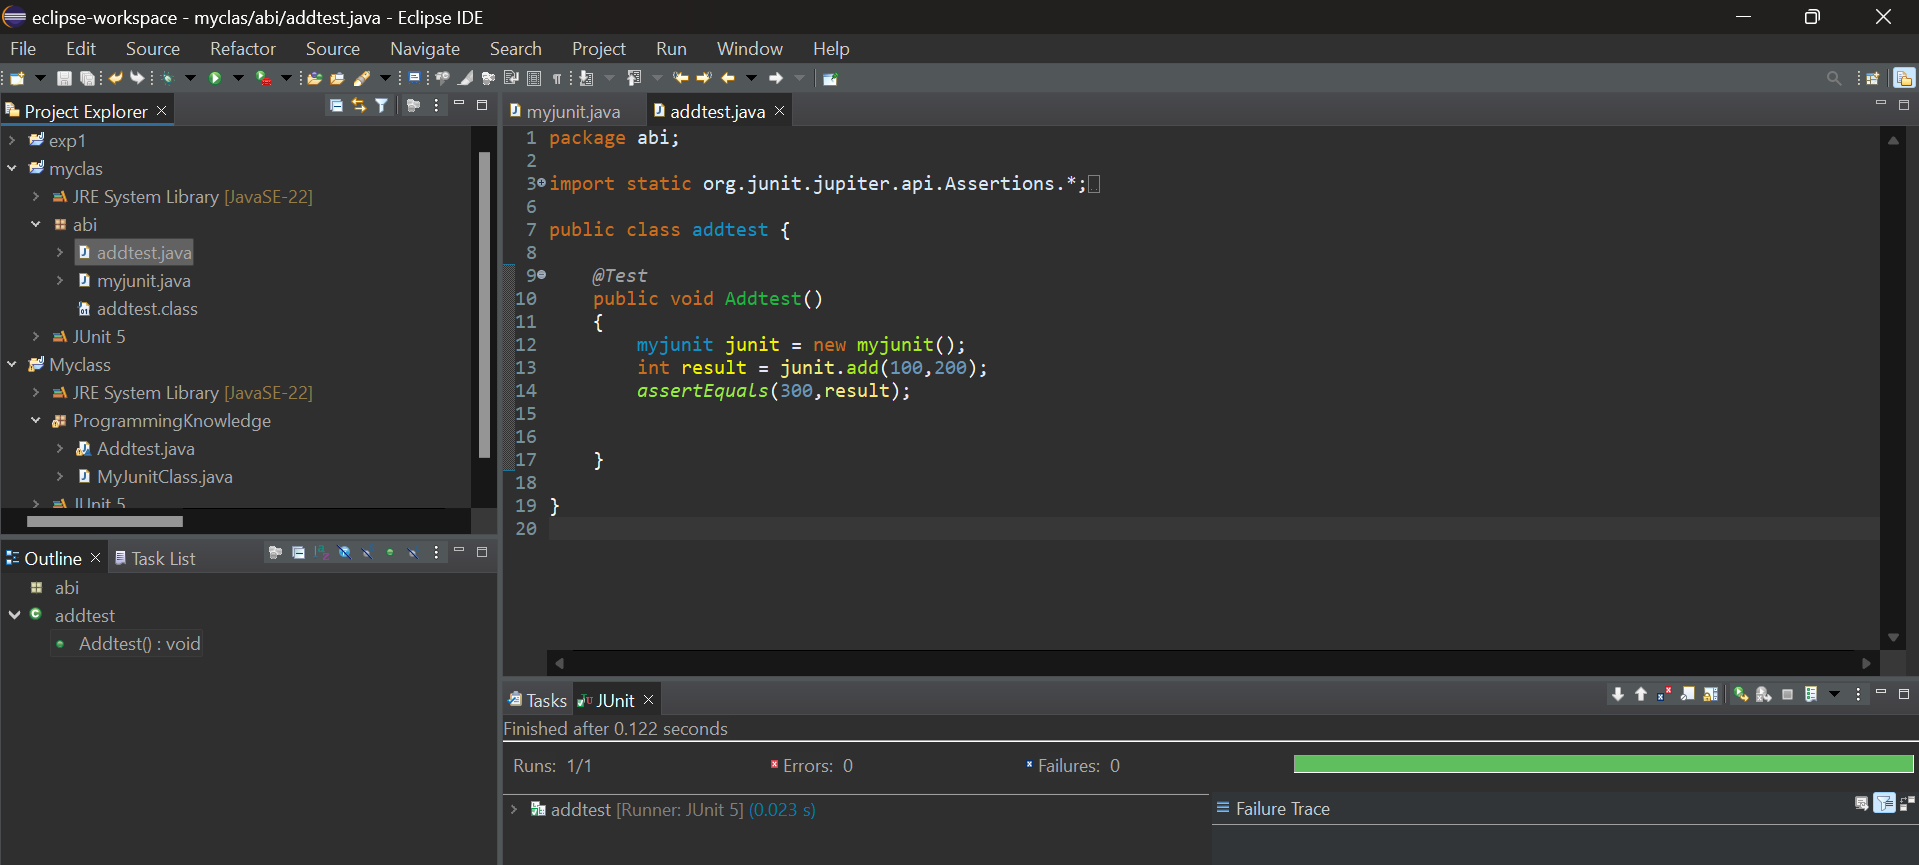 eclipse-workspace - myclas/abi/addtest.java - Eclipse IDE
File Edit Source Refactor Source Navigate Search Project Run Window Help
Project Explorer
exp1
myclas
JRE System Library [JavaSE-22]
abi
addtest.java
myjunit.java
addtest.class
JUnit 5
Myclass
JRE System Library [JavaSE-22]
ProgrammingKnowledge
Addtest.java
MyJunitClass.java
JUnit 5
Outline Task List
abi
addtest
Addtest() : void
myjunit.java addtest.java
1 package abi;
2
3 import static org.junit.jupiter.api.Assertions.*;
6
7 public class addtest {
8
9 @Test
10 public void Addtest()
11 {
12 myjunit junit = new myjunit();
13 int result = junit.add(100,200);
14 assertEquals(300,result);
15
16
17 }
18
19 }
20
Tasks JUnit
Finished after 0.122 seconds
Runs: 1/1 Errors: 0 Failures: 0
addtest [Runner: JUnit 5] (0.023 s)
Failure Trace